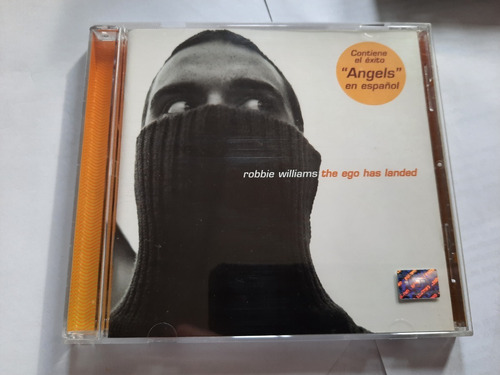 Contiene
el éxito
"Angels"
en español
robbie williams the ego has landed